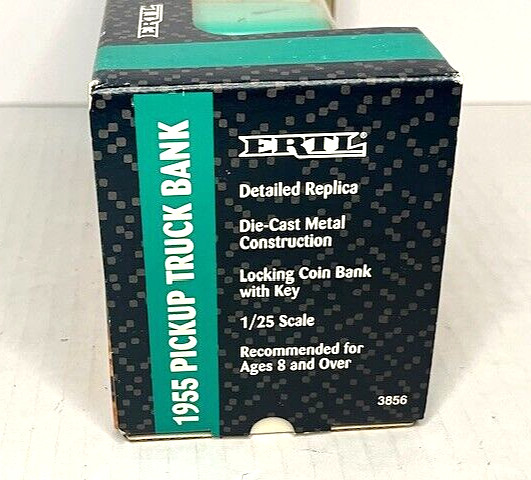 ERTL
1955 PICKUP TRUCK BANK
ERTL®
Detailed Replica
Die-Cast Metal
Construction
Locking Coin Bank
with Key
1/25 Scale
Recommended for
Ages 8 and Over
3856